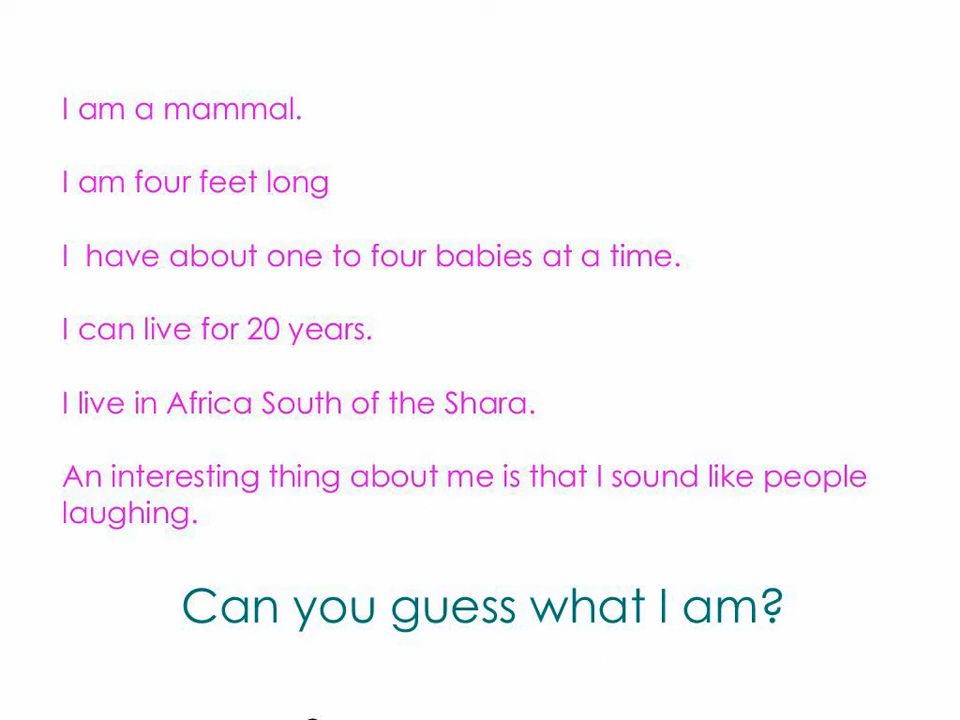 I am a mammal.
I am four feet long
I  have about one to four babies at a time.
I can live for 20 years.
I live in Africa South of the Shara.
An interesting thing about me is that I sound like people
laughing.
Can you guess what I am?